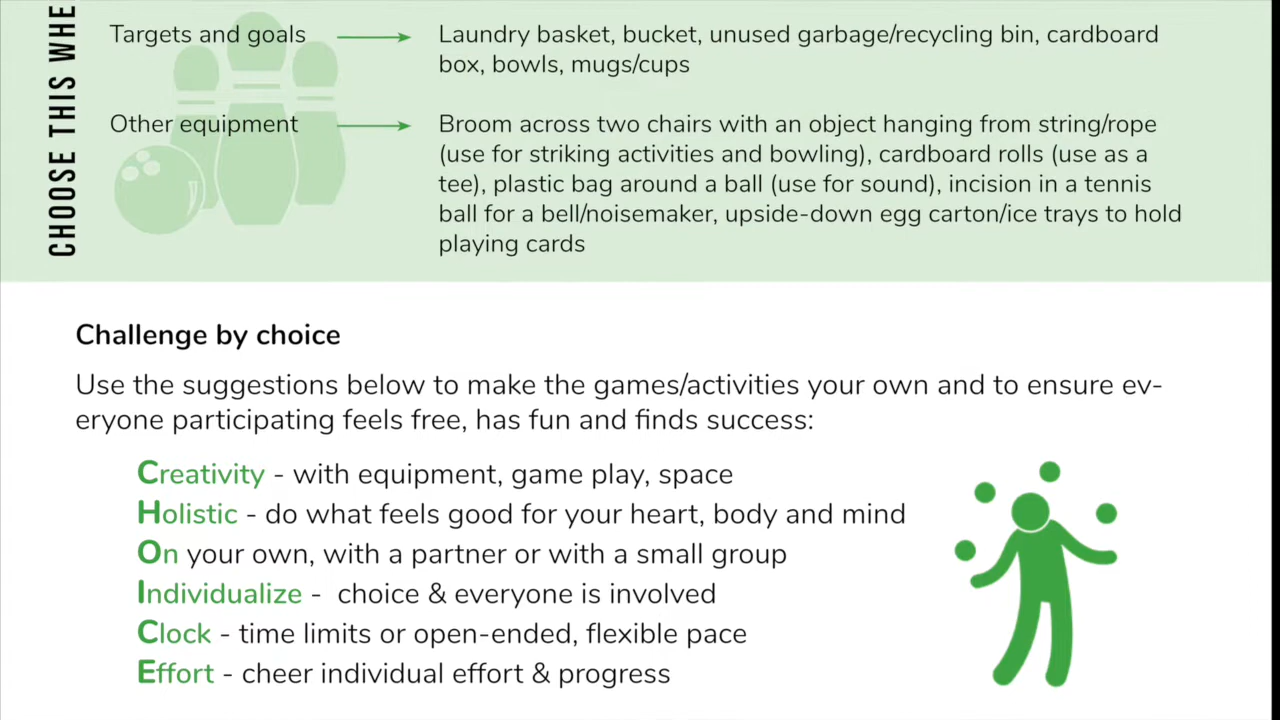 CHOOSE THIS WHE
Targets and goals
Laundry basket, bucket, unused garbage/recycling bin, cardboard
box, bowls, mugs/cups
Other equipment
Broom across two chairs with an object hanging from string/rope
(use for striking activities and bowling), cardboard rolls (use as a
tee), plastic bag around a ball (use for sound), incision in a tennis
ball for a bell/noisemaker, upside-down egg carton/ice trays to hold
playing cards
Challenge by choice
Use the suggestions below to make the games/activities your own and to ensure ev-
eryone participating feels free, has fun and finds success:
Creativity - with equipment, game play, space
Holistic - do what feels good for your heart, body and mind
On your own, with a partner or with a small group
Individualize - choice & everyone is involved
Clock - time limits or open-ended, flexible pace
Effort - cheer individual effort & progress